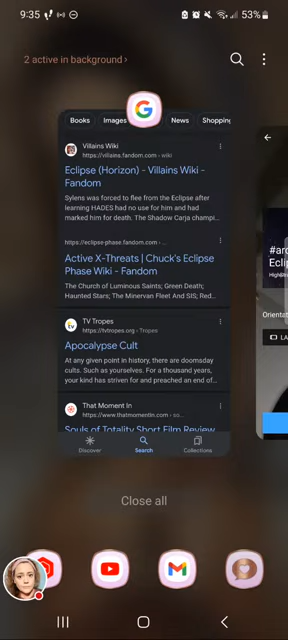 9:35
53%
2 active in background >
Books Images News Shopping
Villains Wiki
https://villains.fandom.com › wiki
Eclipse (Horizon) - Villains Wiki -
Fandom
Sylens was forced to flee from the Eclipse after
learning HADES had no use for him and had
marked him for death. The Shadow Carja champi...
https://eclipse-phase.fandom.com › ...
Active X-Threats | Chuck's Eclipse
Phase Wiki - Fandom
The Church of Luminous Saints; Green Death;
Haunted Stars; The Minervan Fleet And SIS; Red...
TV Tropes
https://tvtropes.org › Tropes
Apocalypse Cult
At any given point in history, there are doomsday
cults. Such as yourselves. For a thousand years,
your kind has striven for and preached an end of...
That Moment In
https://www.thatmomentin.com › so...
Souls of Totality Short Film Review
Discover Search Collections
#ar
Ecli
Orienta
LA
Close all